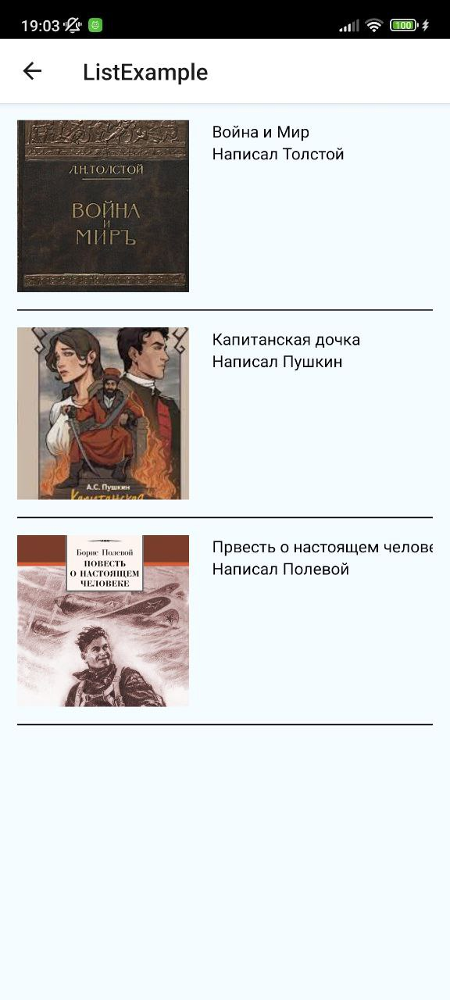 19:03
100
ListExample
Л.Н.ТОЛСТОЙ
ВОЙНА
И
МИРЪ
Война и Мир
Написал Толстой
А.С. Пушкин
Капитанская
Капитанская дочка
Написал Пушкин
Борис Полевой
ПОВЕСТЬ
О НАСТОЯЩЕМ
ЧЕЛОВЕКЕ
Првесть о настоящем челове
Написал Полевой